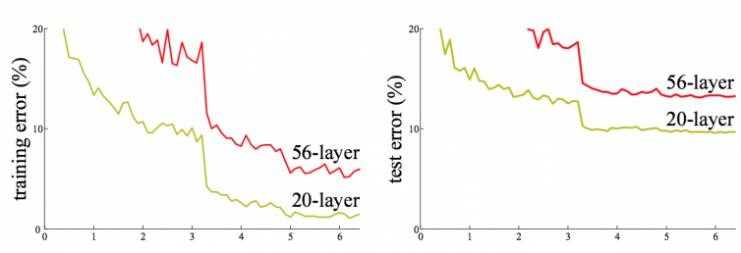 20
10
0
training error (%)
56-layer
20-layer
0 1 2 3 4 5 6
20
10
0
test error (%)
56-layer
20-layer
0 1 2 3 4 5 6